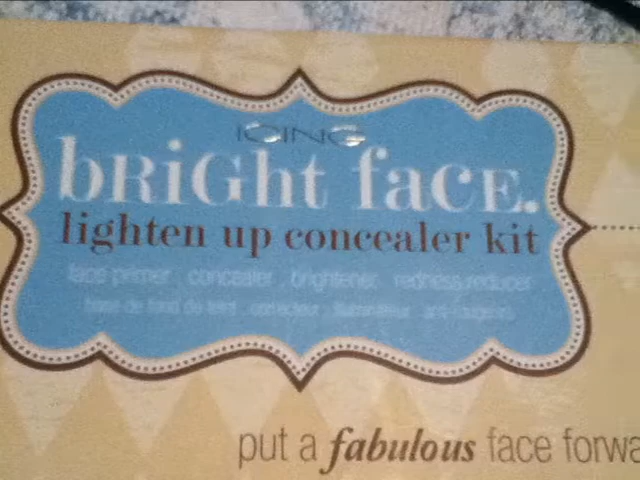 ICING
bRiGht faCE.
lighten up concealer kit
face primer . concealer . brightener . redness reducer
base de fond de teint . correcteur . illuminateur . anti-rougeurs
put a fabulous face forwa